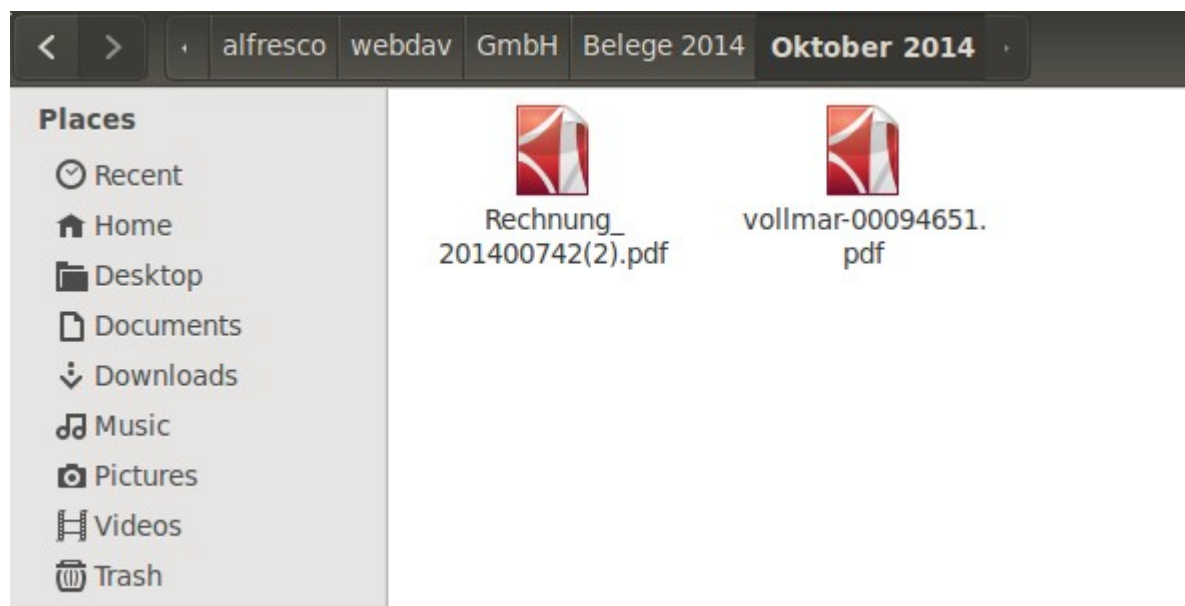 alfresco webdav GmbH Belege 2014 Oktober 2014
Places
Recent
Home
Desktop
Documents
Downloads
Music
Pictures
Videos
Trash
Rechnung_
201400742(2).pdf
vollmar-00094651.
pdf